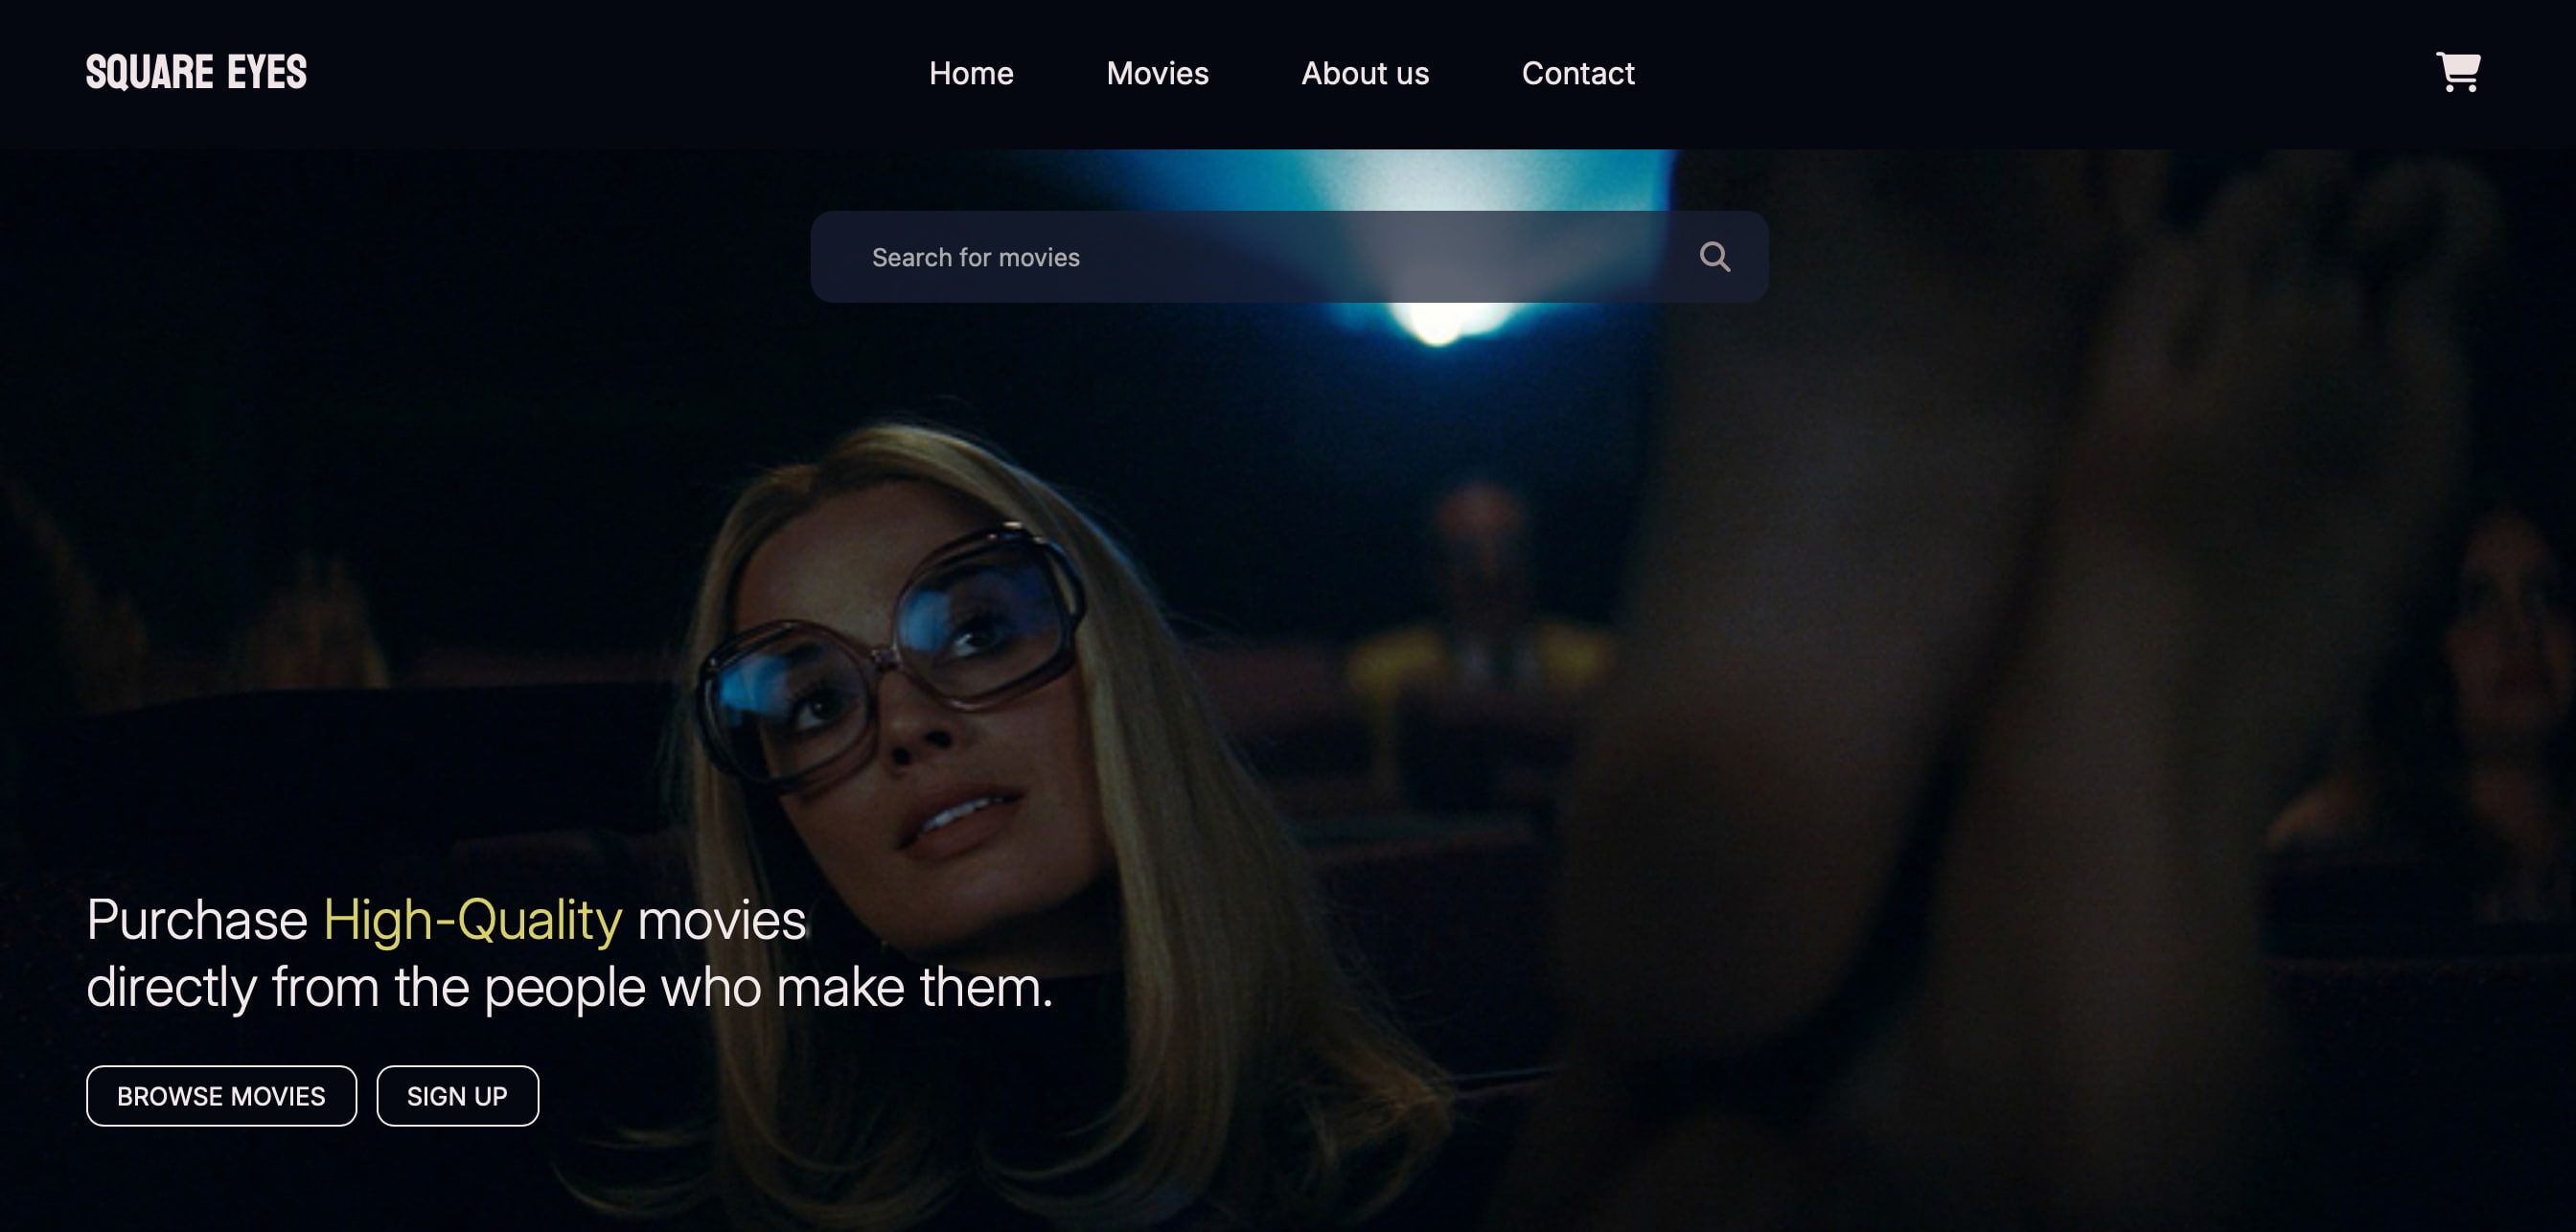 SQUARE EYES
Home
Movies
About us
Contact
Search for movies
Purchase High-Quality movies
directly from the people who make them.
BROWSE MOVIES
SIGN UP